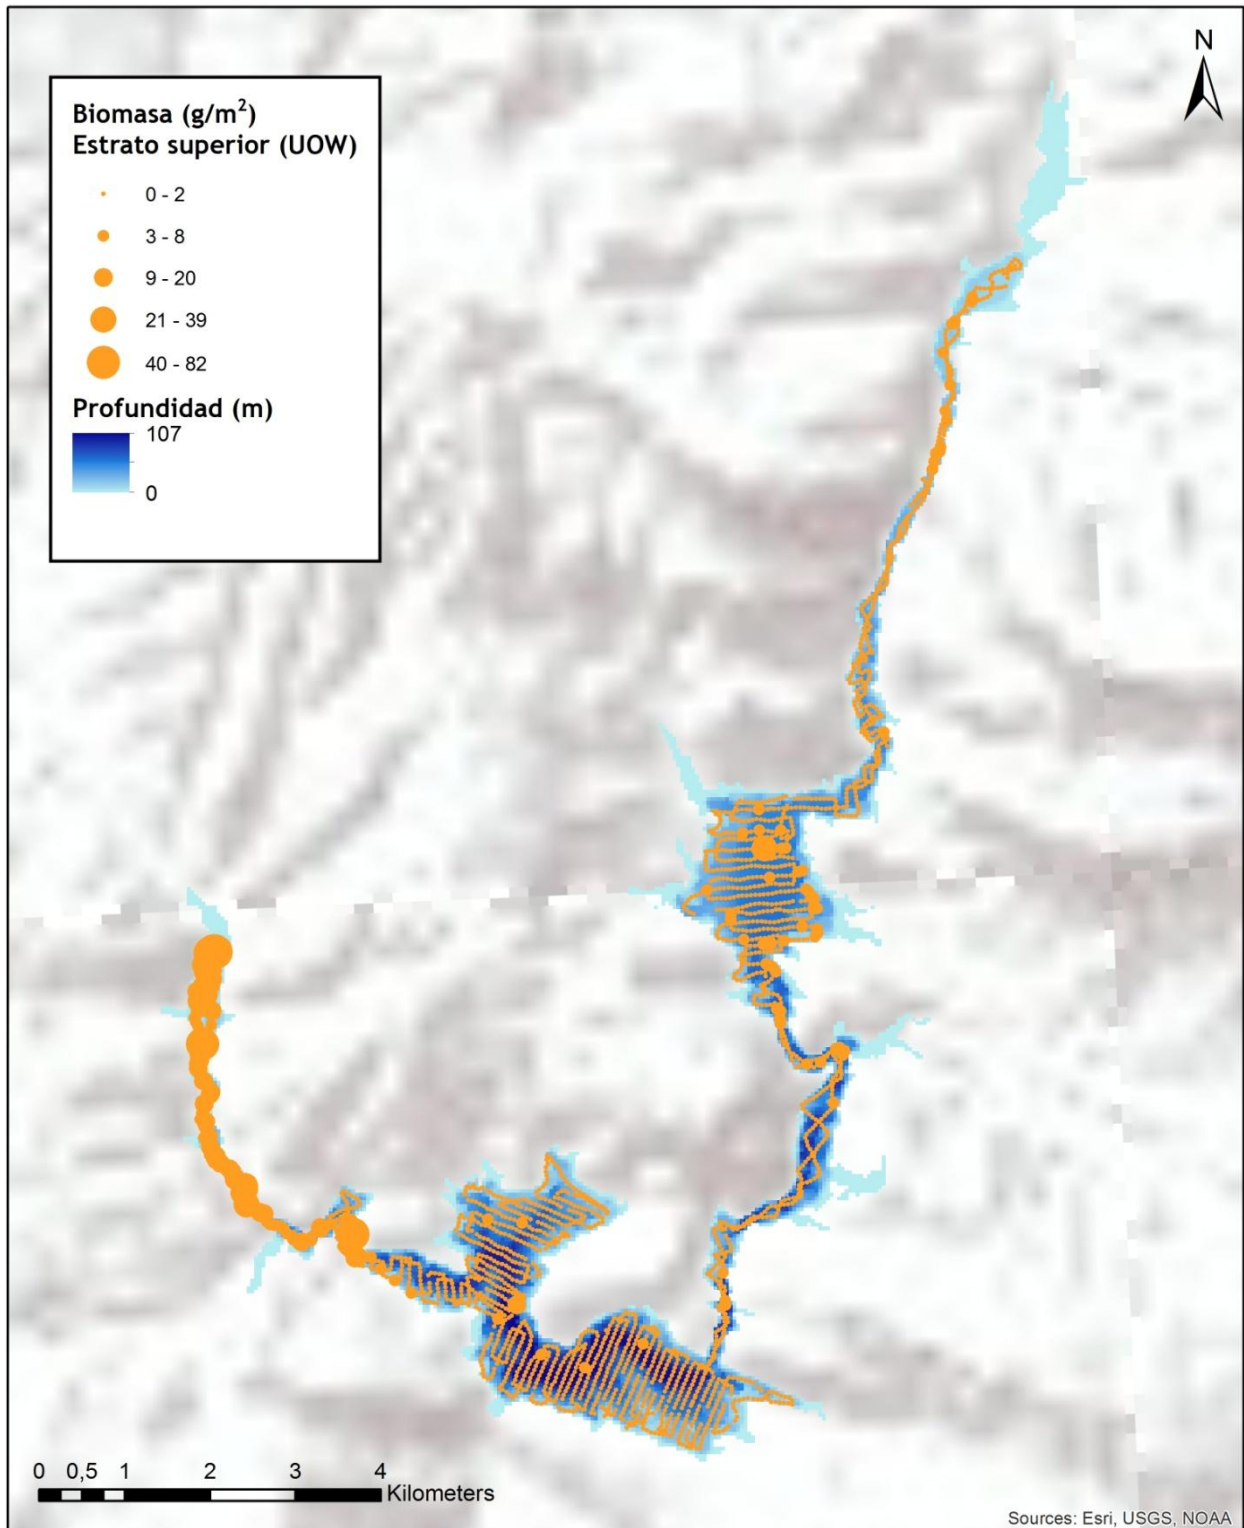 N
Biomasa (g/m²)
Estrato superior (UOW)
0 - 2
3 - 8
9 - 20
21 - 39
40 - 82
Profundidad (m)
107
0
0 0,5 1 2 3 4
Kilometers
Sources: Esri, USGS, NOAA